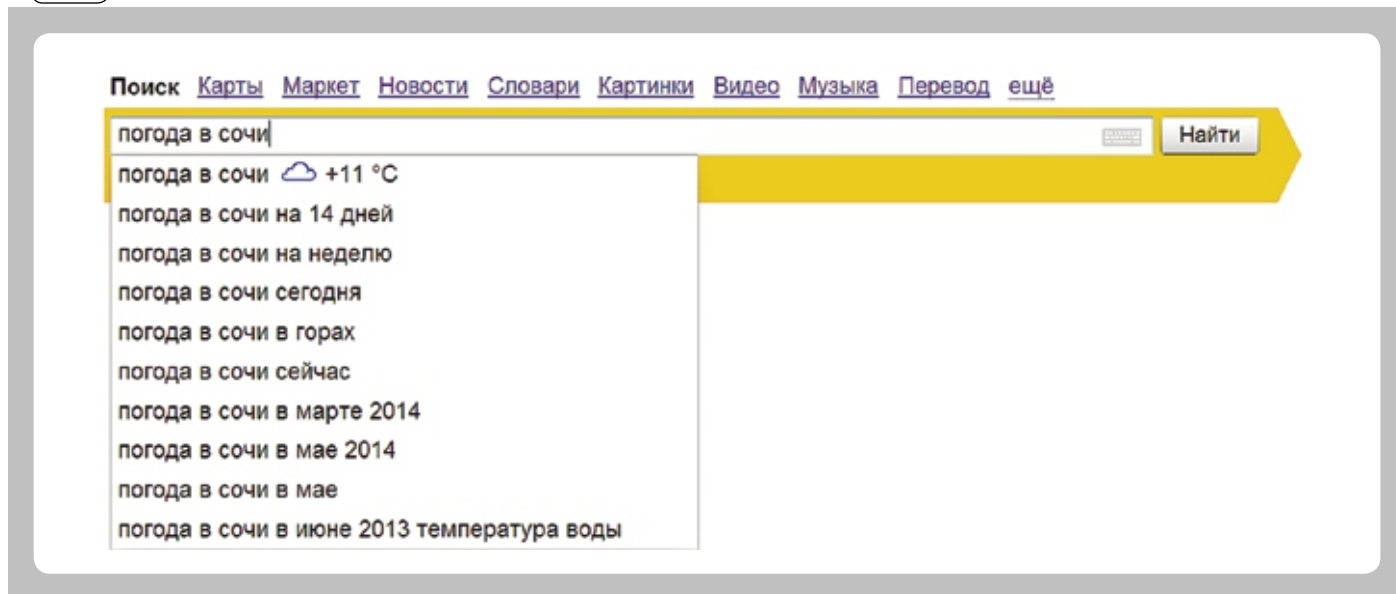 Поиск Карты Маркет Новости Словари Картинки Видео Музыка Перевод ещё
погода в сочи Найти
погода в сочи +11 °C
погода в сочи на 14 дней
погода в сочи на неделю
погода в сочи сегодня
погода в сочи в горах
погода в сочи сейчас
погода в сочи в марте 2014
погода в сочи в мае 2014
погода в сочи в мае
погода в сочи в июне 2013 температура воды